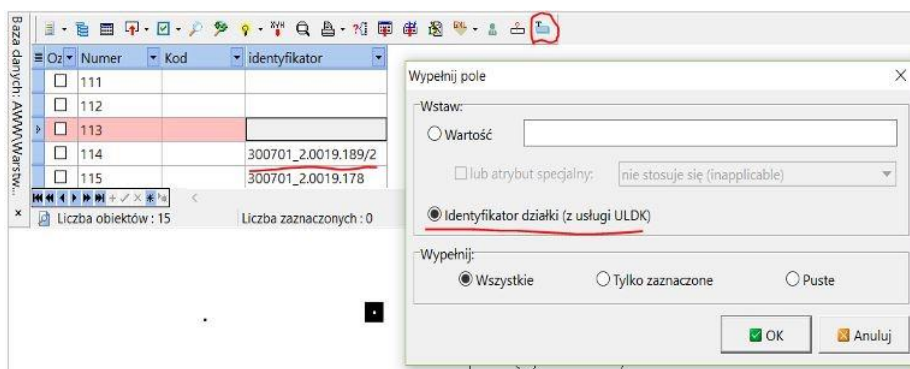 Baza danych: AWW\Warstw...
Oz Numer Kod identyfikator
111
112
113
114 300701_2.0019.189/2
115 300701_2.0019.178
Liczba obiektów : 15 Liczba zaznaczonych : 0
Wypełnij pole
Wstaw:
Wartość
lub atrybut specjalny: nie stosuje się (inapplicable)
Identyfikator działki (z usługi ULDK)
Wypełnij:
Wszystkie Tylko zaznaczone Puste
OK Anuluj